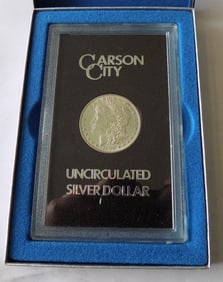 CARSON
CITY
UNCIRCULATED
SILVER DOLLAR